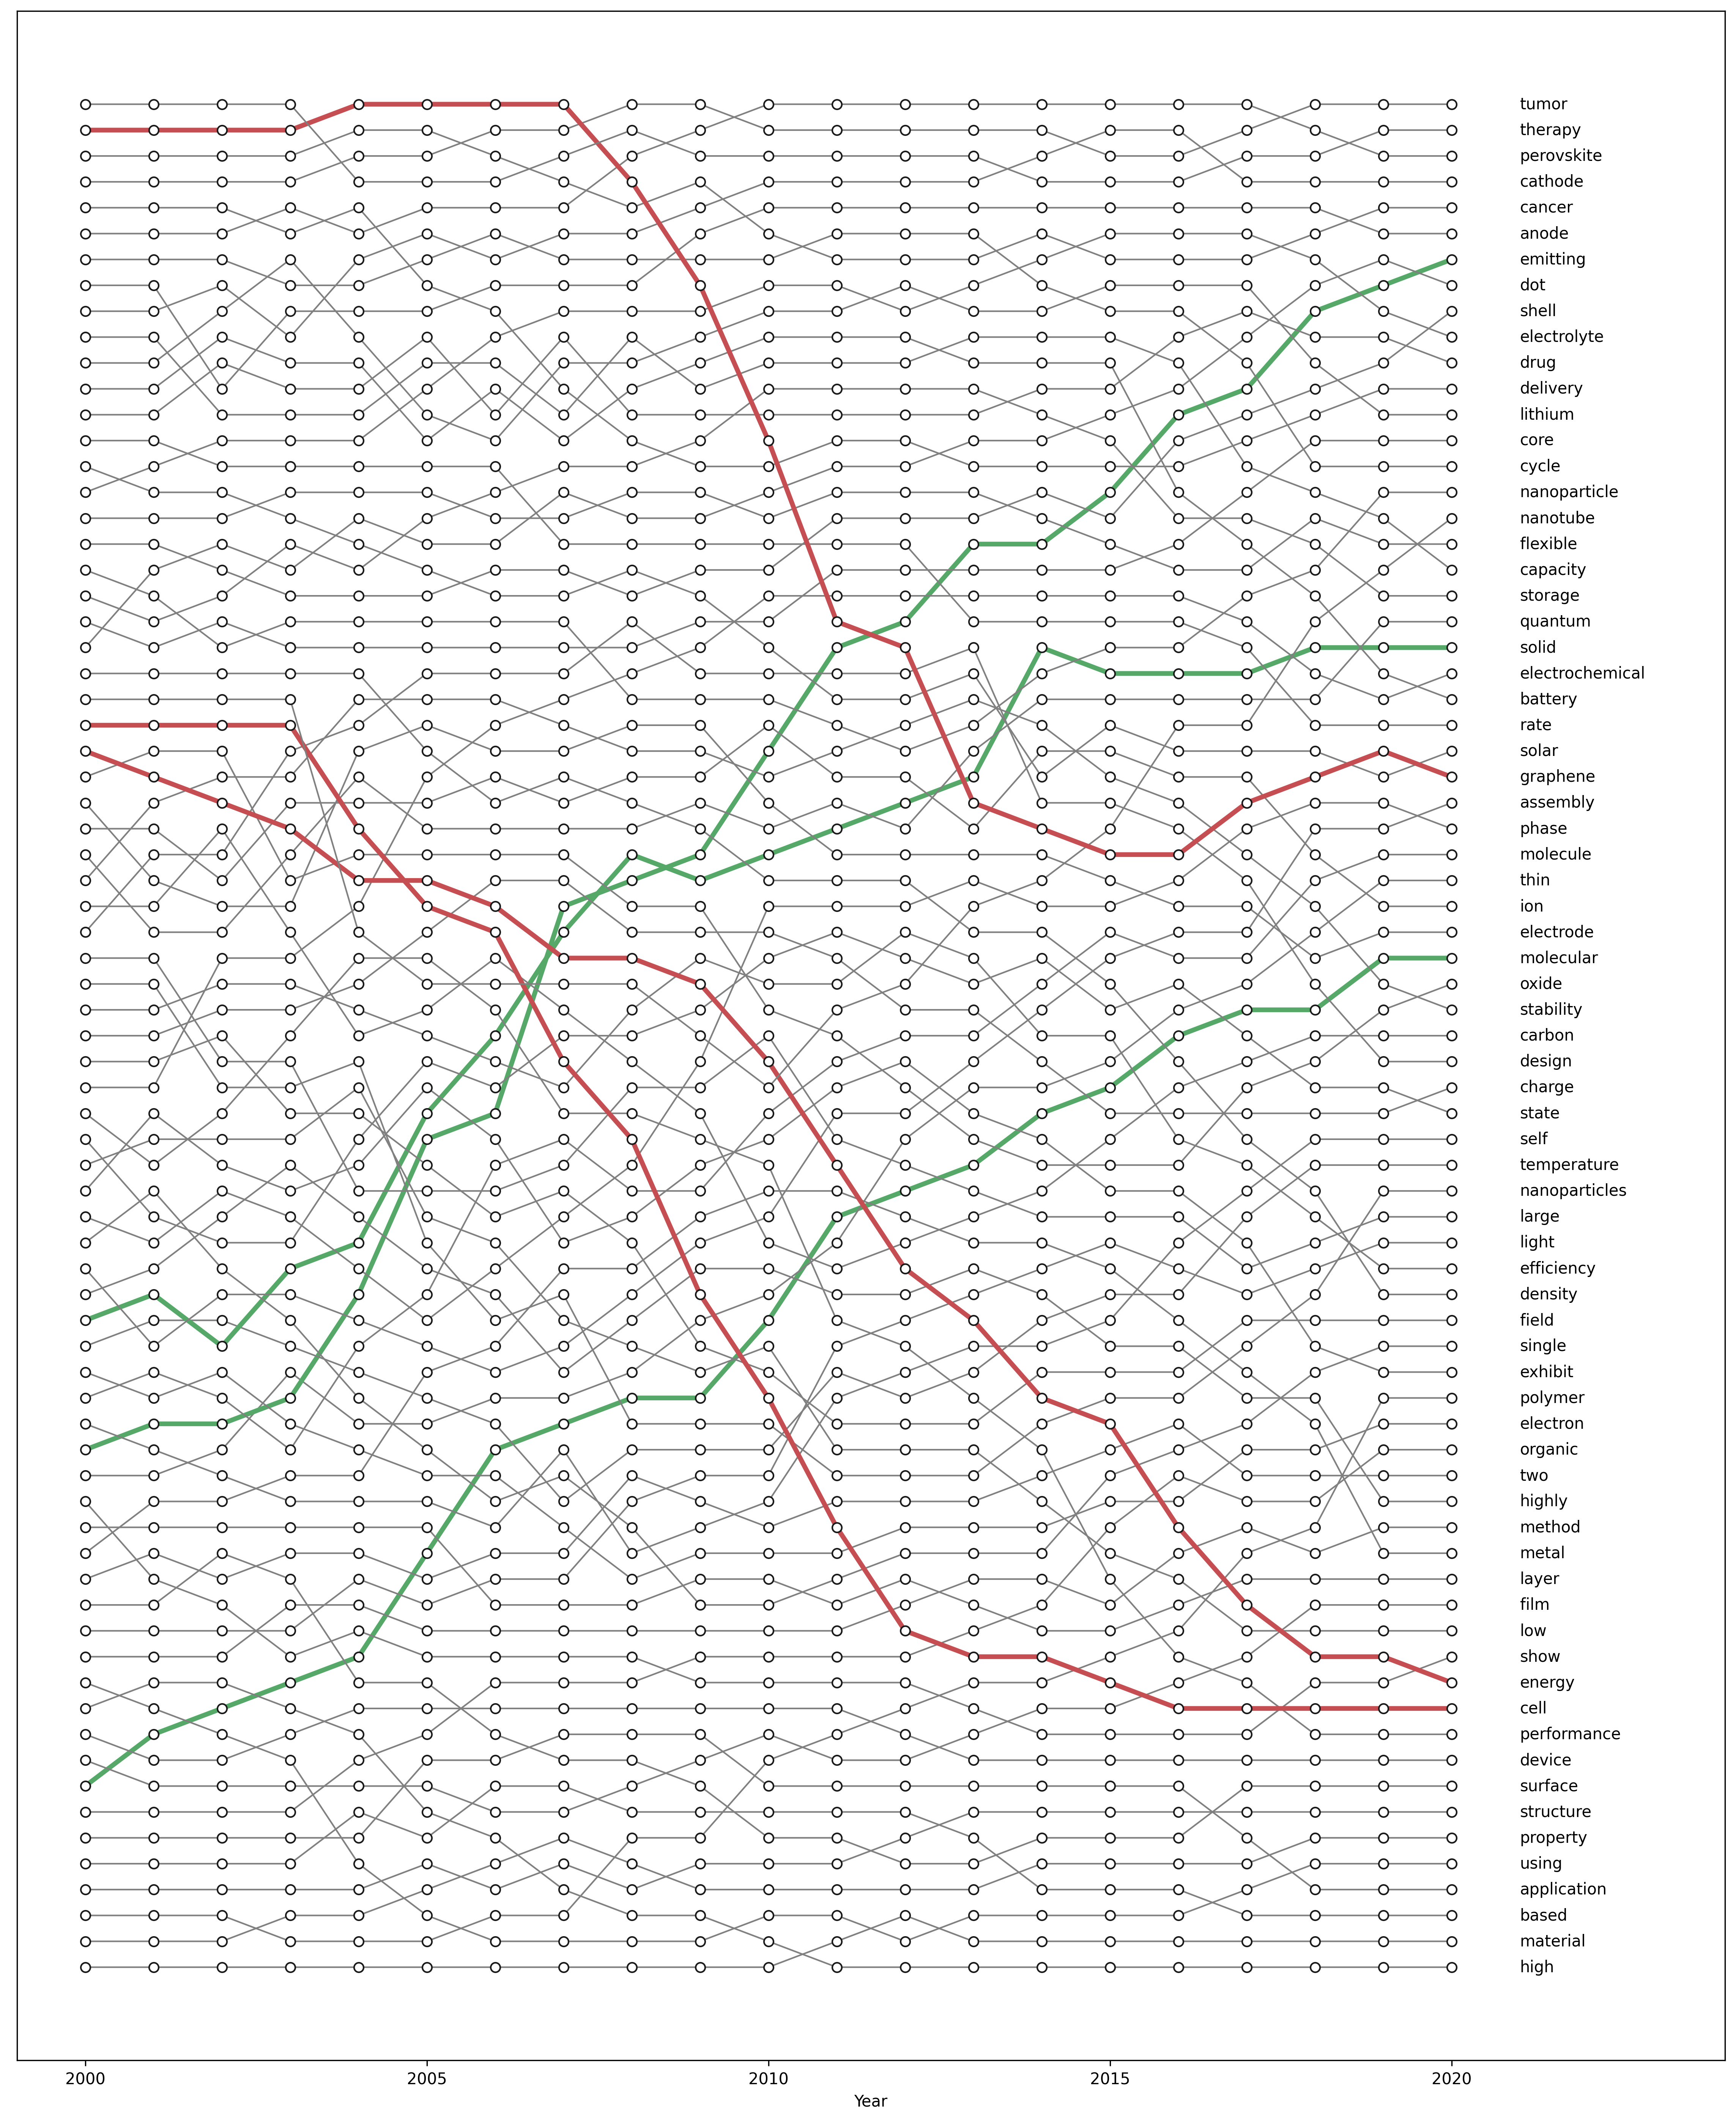 tumor
therapy
perovskite
cathode
cancer
anode
emitting
dot
shell
electrolyte
drug
delivery
lithium
core
cycle
nanoparticle
nanotube
flexible
capacity
storage
quantum
solid
electrochemical
battery
rate
solar
graphene
assembly
phase
molecule
thin
ion
electrode
molecular
oxide
stability
carbon
design
charge
state
self
temperature
nanoparticles
large
light
efficiency
density
field
single
exhibit
polymer
electron
organic
two
highly
method
metal
layer
film
low
show
energy
cell
performance
device
surface
structure
property
using
application
based
material
high
2000 2005 2010 2015 2020
Year